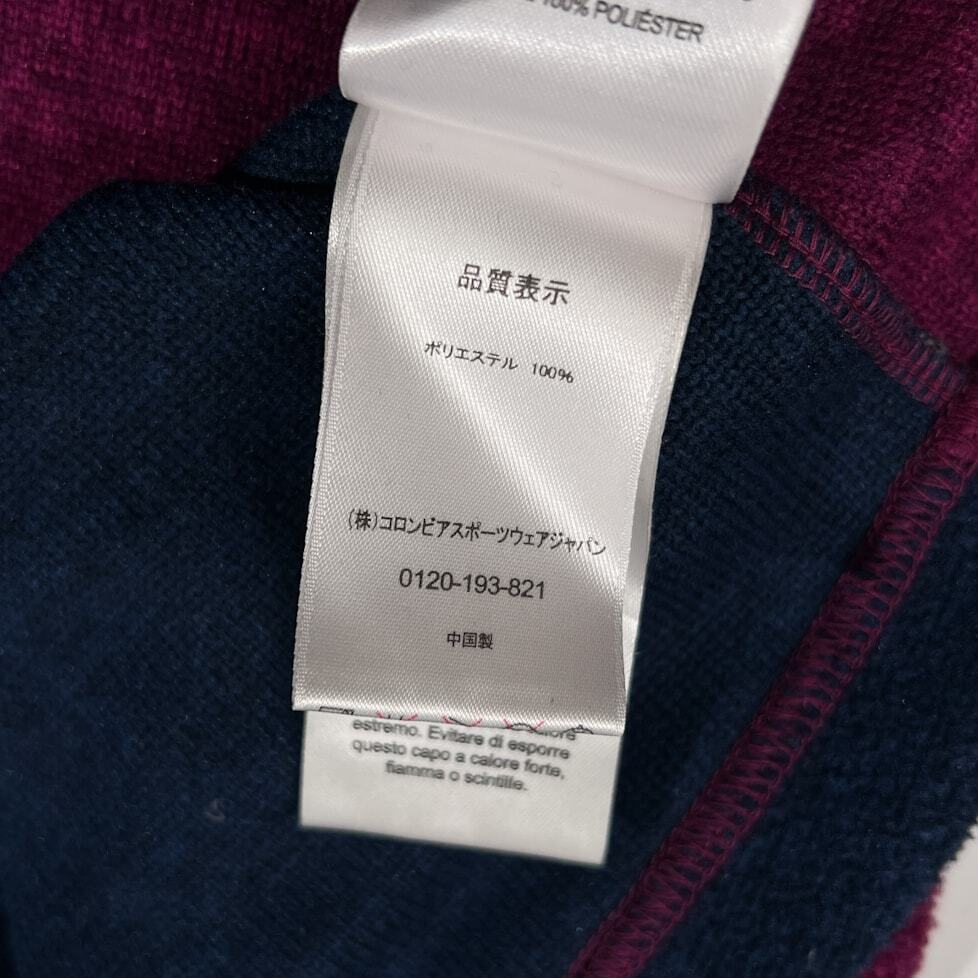 100% POLIÉSTER
品質表示
ポリエステル 100%
(株)コロンビアスポーツウェアジャパン
0120-193-821
中国製
estremo. Evitare di esporre
questo capo a calore forte,
fiamma o scintille.